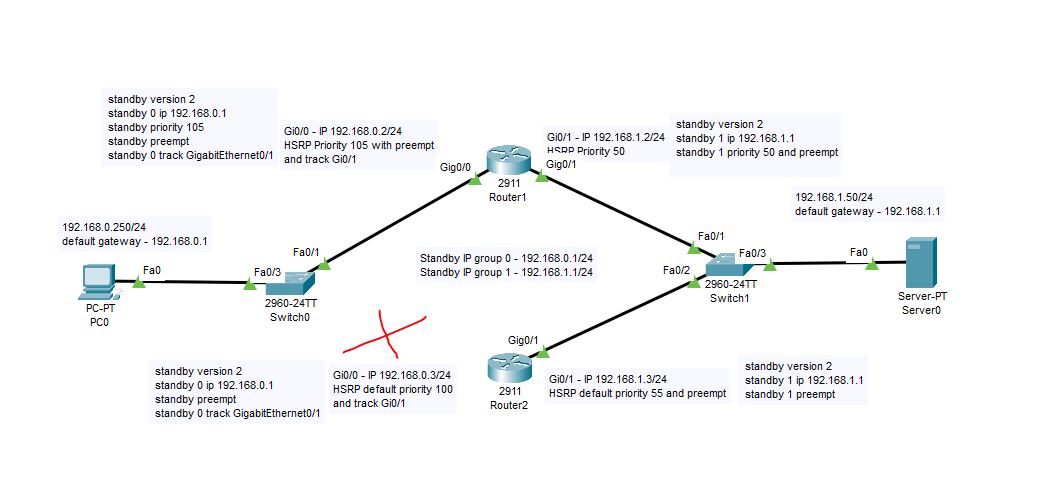 standby version 2
standby 0 ip 192.168.0.1
standby priority 105
standby preempt
standby 0 track GigabitEthernet0/1
Gi0/0 - IP 192.168.0.2/24
HSRP Priority 105 with preempt
and track Gi0/1
Gig0/0
2911
Router1
Gi0/1 - IP 192.168.1.2/24
HSRP Priority 50
Gig0/1
standby version 2
standby 1 ip 192.168.1.1
standby 1 priority 50 and preempt
192.168.1.50/24
default gateway - 192.168.1.1
192.168.0.250/24
default gateway - 192.168.0.1
Fa0
PC-PT
PC0
Fa0/3
Fa0/1
2960-24TT
Switch0
Standby IP group 0 - 192.168.0.1/24
Standby IP group 1 - 192.168.1.1/24
Fa0/1
Fa0/2
Fa0/3
2960-24TT
Switch1
Fa0
Server-PT
Server0
standby version 2
standby 0 ip 192.168.0.1
standby preempt
standby 0 track GigabitEthernet0/1
Gi0/0 - IP 192.168.0.3/24
HSRP default priority 100
and track Gi0/1
Gig0/1
2911
Router2
Gi0/1 - IP 192.168.1.3/24
HSRP default priority 55 and preempt
standby version 2
standby 1 ip 192.168.1.1
standby 1 preempt